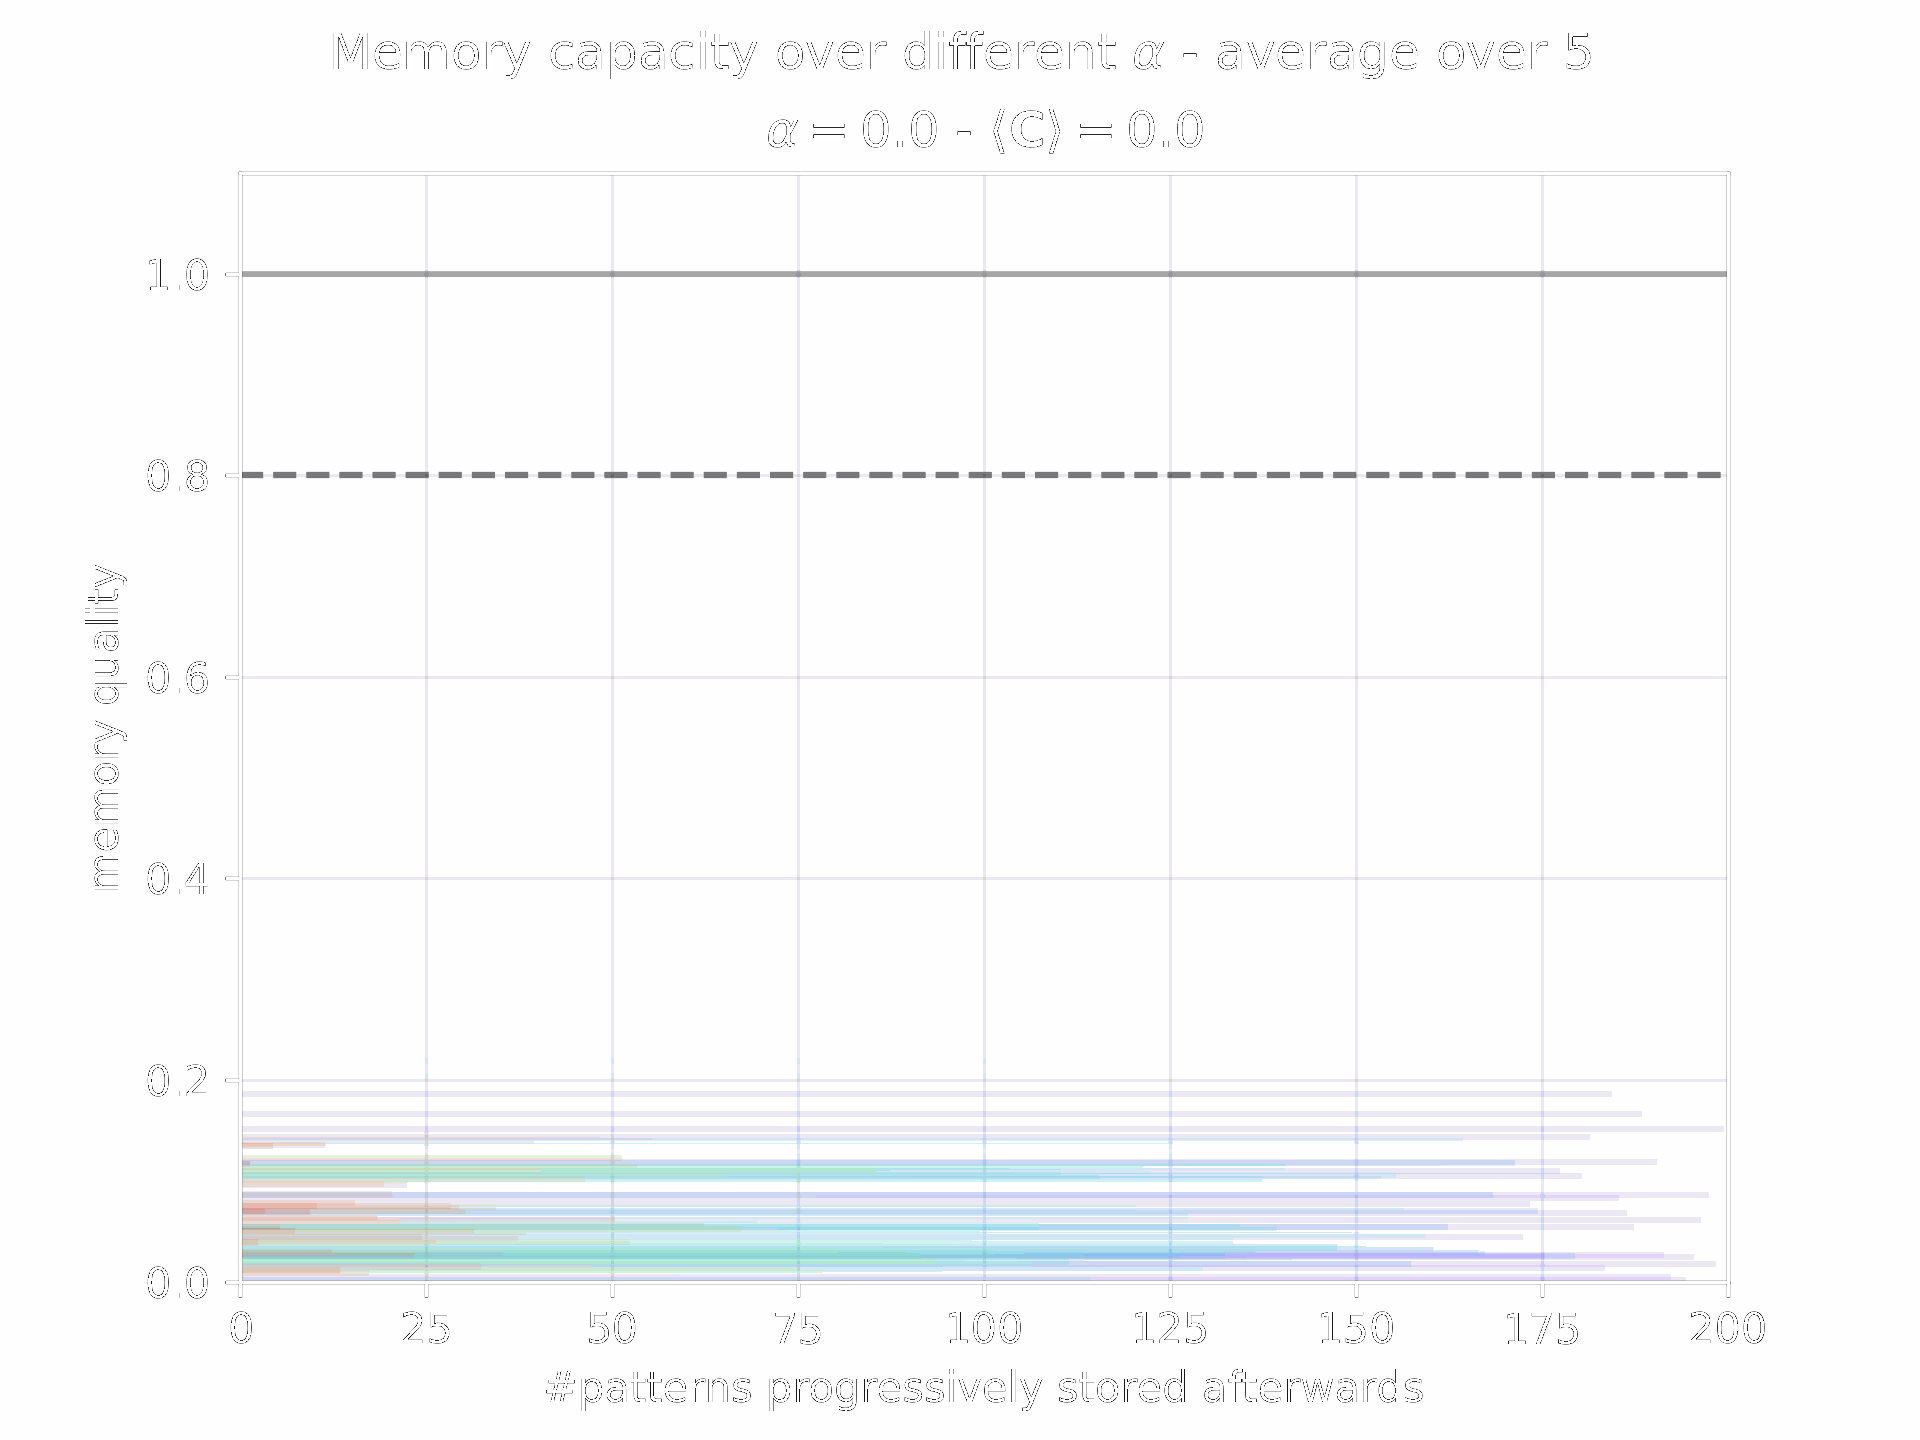 Memory capacity over different α - average over 5
α = 0.0 - ⟨C⟩ = 0.0
1.0
0.8
0.6
0.4
0.2
0.0
memory quality
0 25 50 75 100 125 150 175 200
#patterns progressively stored afterwards